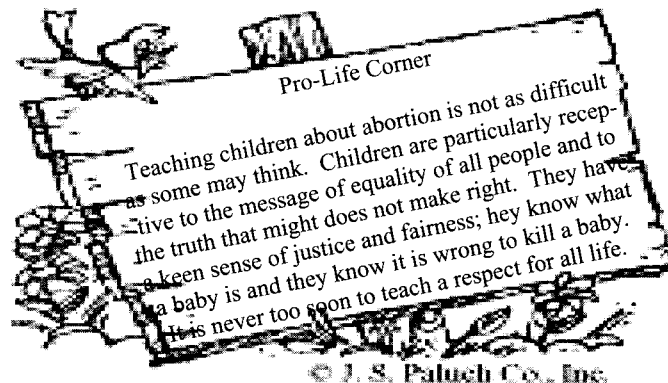 Pro-Life Corner
Teaching children about abortion is not as difficult
as some may think. Children are particularly recep-
tive to the message of equality of all people and to
the truth that might does not make right. They have
a keen sense of justice and fairness; hey know what
a baby is and they know it is wrong to kill a baby.
It is never too soon to teach a respect for all life.
© J. S. Paluch Co., Inc.